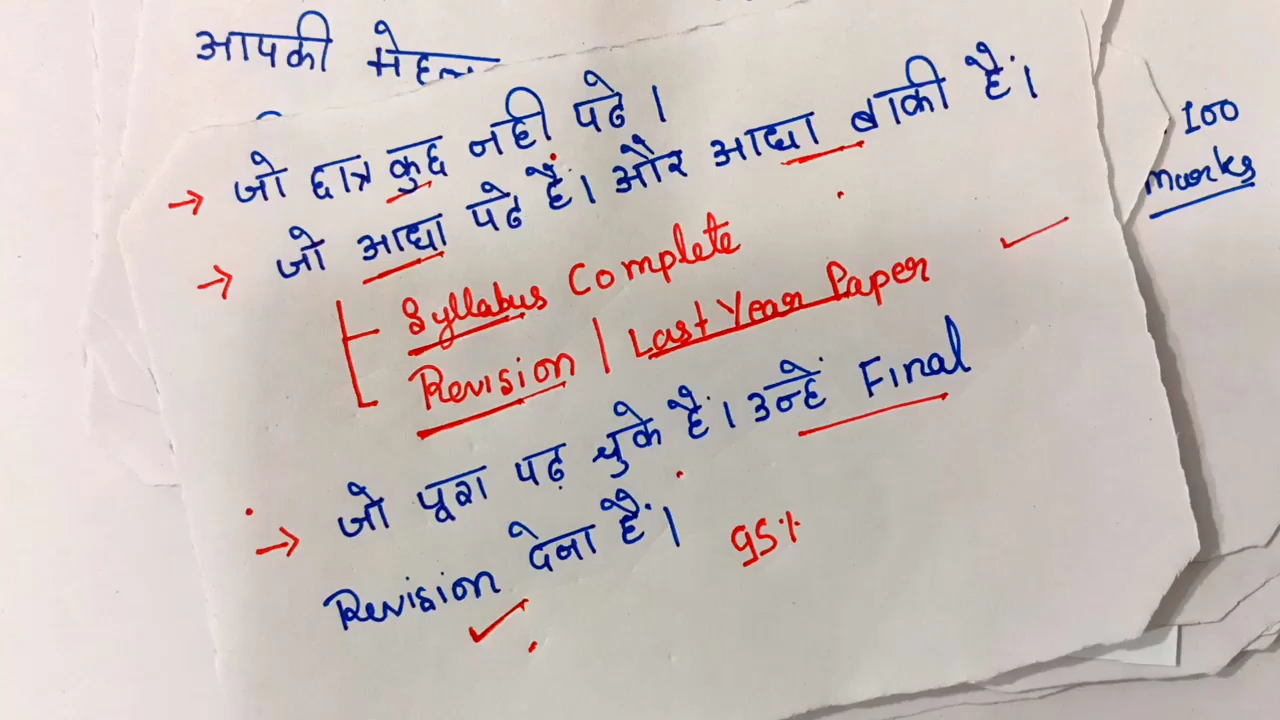 आपकी मेहन
जो छात्र कुछ नही पढे।
जो आधा पढे हैं। और आधा बाकी हैं।
Syllabus Complete
Revision | Last Year Paper
जो पूरा पढ़ चुके हैं। उन्हें Final
Revision देना हैं।
95%
100
Marks